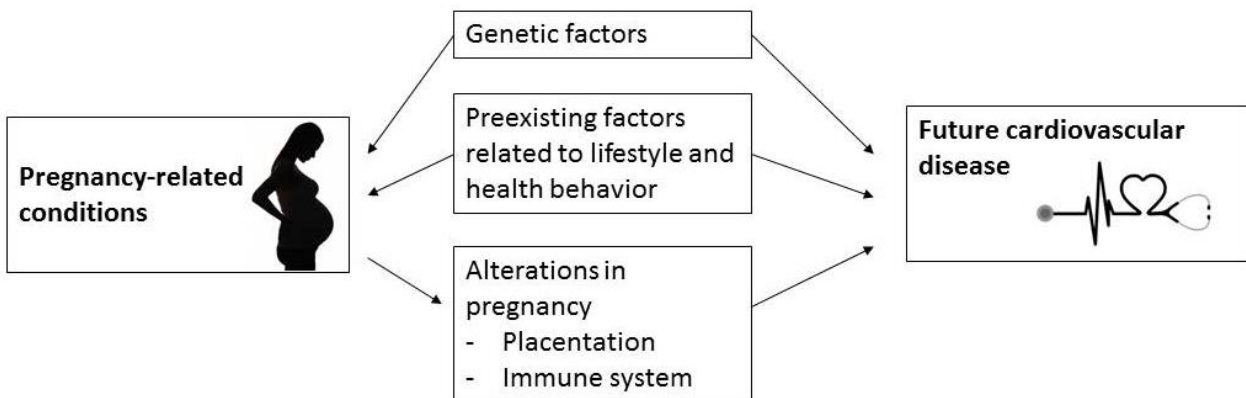 Genetic factors
Pregnancy-related
conditions
Preexisting factors
related to lifestyle and
health behavior
Future cardiovascular
disease
Alterations in
pregnancy
- Placentation
- Immune system